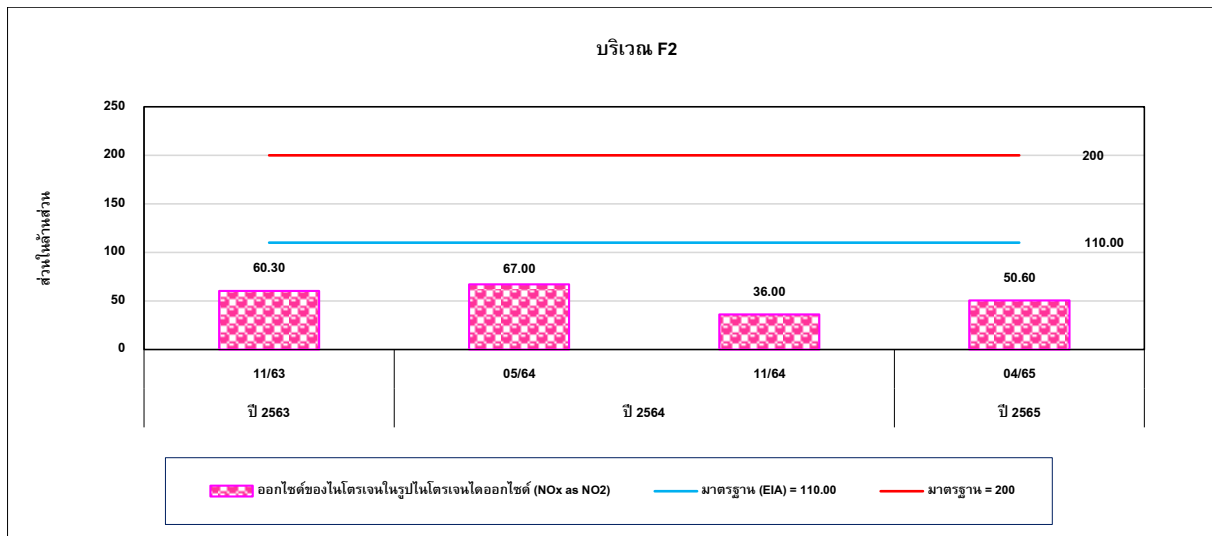 บริเวณ F2
ส่วนในล้านส่วน
250
200
150
100
50
0
200
110.00
60.30
67.00
36.00
50.60
11/63
05/64
11/64
04/65
ปี 2563
ปี 2564
ปี 2565
ออกไซด์ของไนโตรเจนในรูปไนโตรเจนไดออกไซด์ (NOx as NO2)
มาตรฐาน (EIA) = 110.00
มาตรฐาน = 200